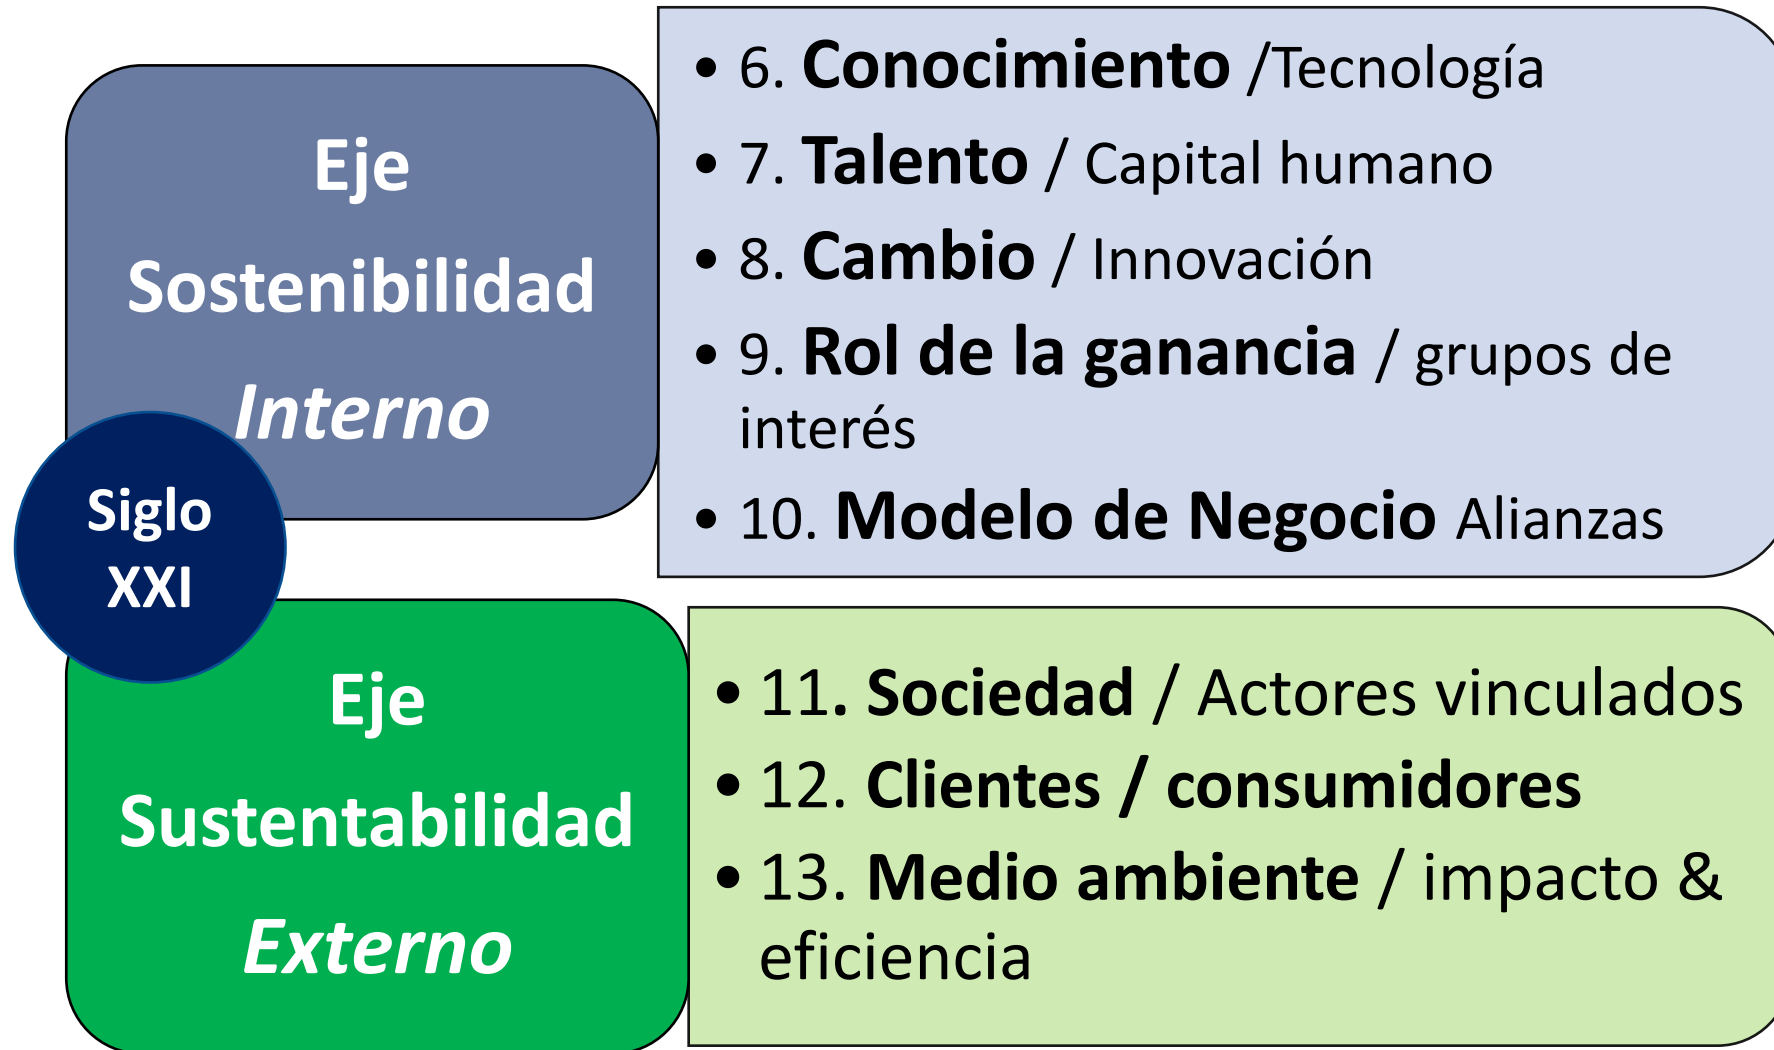 Eje
Sostenibilidad
Interno
• 6. Conocimiento /Tecnología
• 7. Talento / Capital humano
• 8. Cambio / Innovación
• 9. Rol de la ganancia / grupos de
interés
• 10. Modelo de Negocio Alianzas
Siglo
XXI
Eje
Sustentabilidad
Externo
• 11. Sociedad / Actores vinculados
• 12. Clientes / consumidores
• 13. Medio ambiente / impacto &
eficiencia